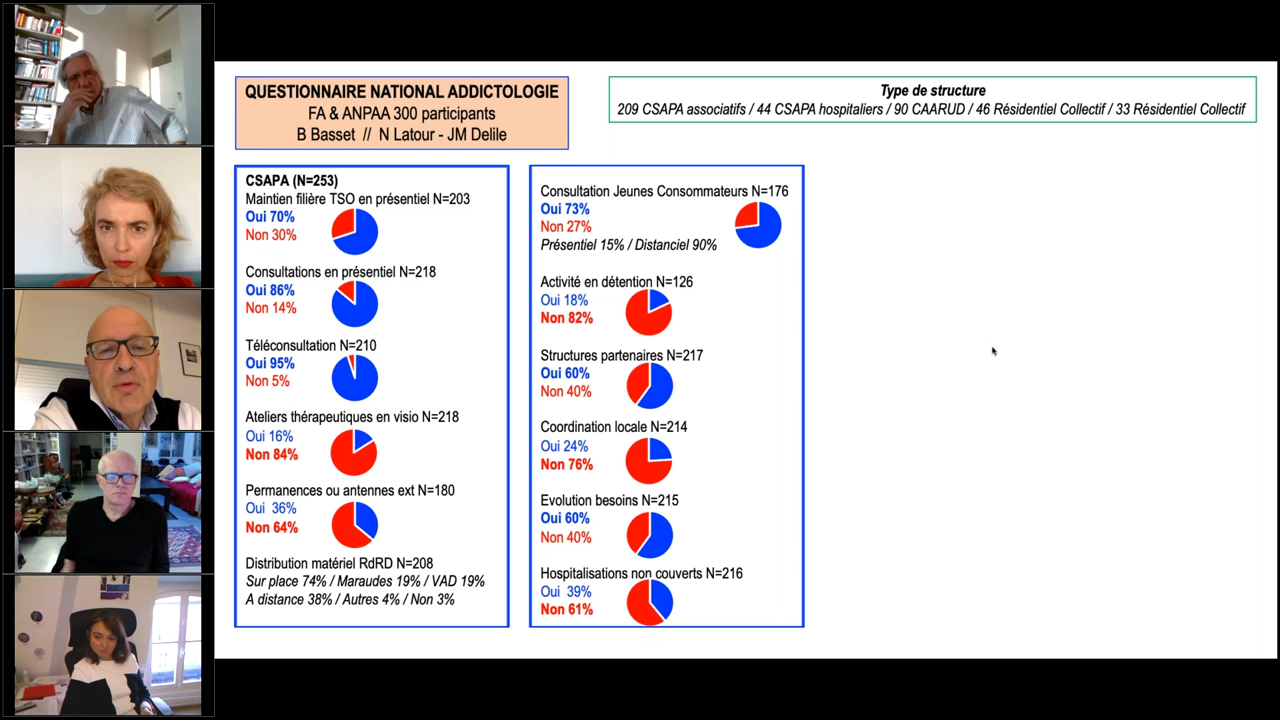 QUESTIONNAIRE NATIONAL ADDICTOLOGIE
FA & ANPAA 300 participants
B Basset // N Latour - JM Delile
Type de structure
209 CSAPA associatifs / 44 CSAPA hospitaliers / 90 CAARUD / 46 Résidentiel Collectif / 33 Résidentiel Collectif
CSAPA (N=253)
Maintien filière TSO en présentiel N=203
Oui 70%
Non 30%
Consultations en présentiel N=218
Oui 86%
Non 14%
Téléconsultation N=210
Oui 95%
Non 5%
Ateliers thérapeutiques en visio N=218
Oui 16%
Non 84%
Permanences ou antennes ext N=180
Oui 36%
Non 64%
Distribution matériel RdRD N=208
Sur place 74% / Maraudes 19% / VAD 19%
A distance 38% / Autres 4% / Non 3%
Consultation Jeunes Consommateurs N=176
Oui 73%
Non 27%
Présentiel 15% / Distanciel 90%
Activité en détention N=126
Oui 18%
Non 82%
Structures partenaires N=217
Oui 60%
Non 40%
Coordination locale N=214
Oui 24%
Non 76%
Evolution besoins N=215
Oui 60%
Non 40%
Hospitalisations non couverts N=216
Oui 39%
Non 61%